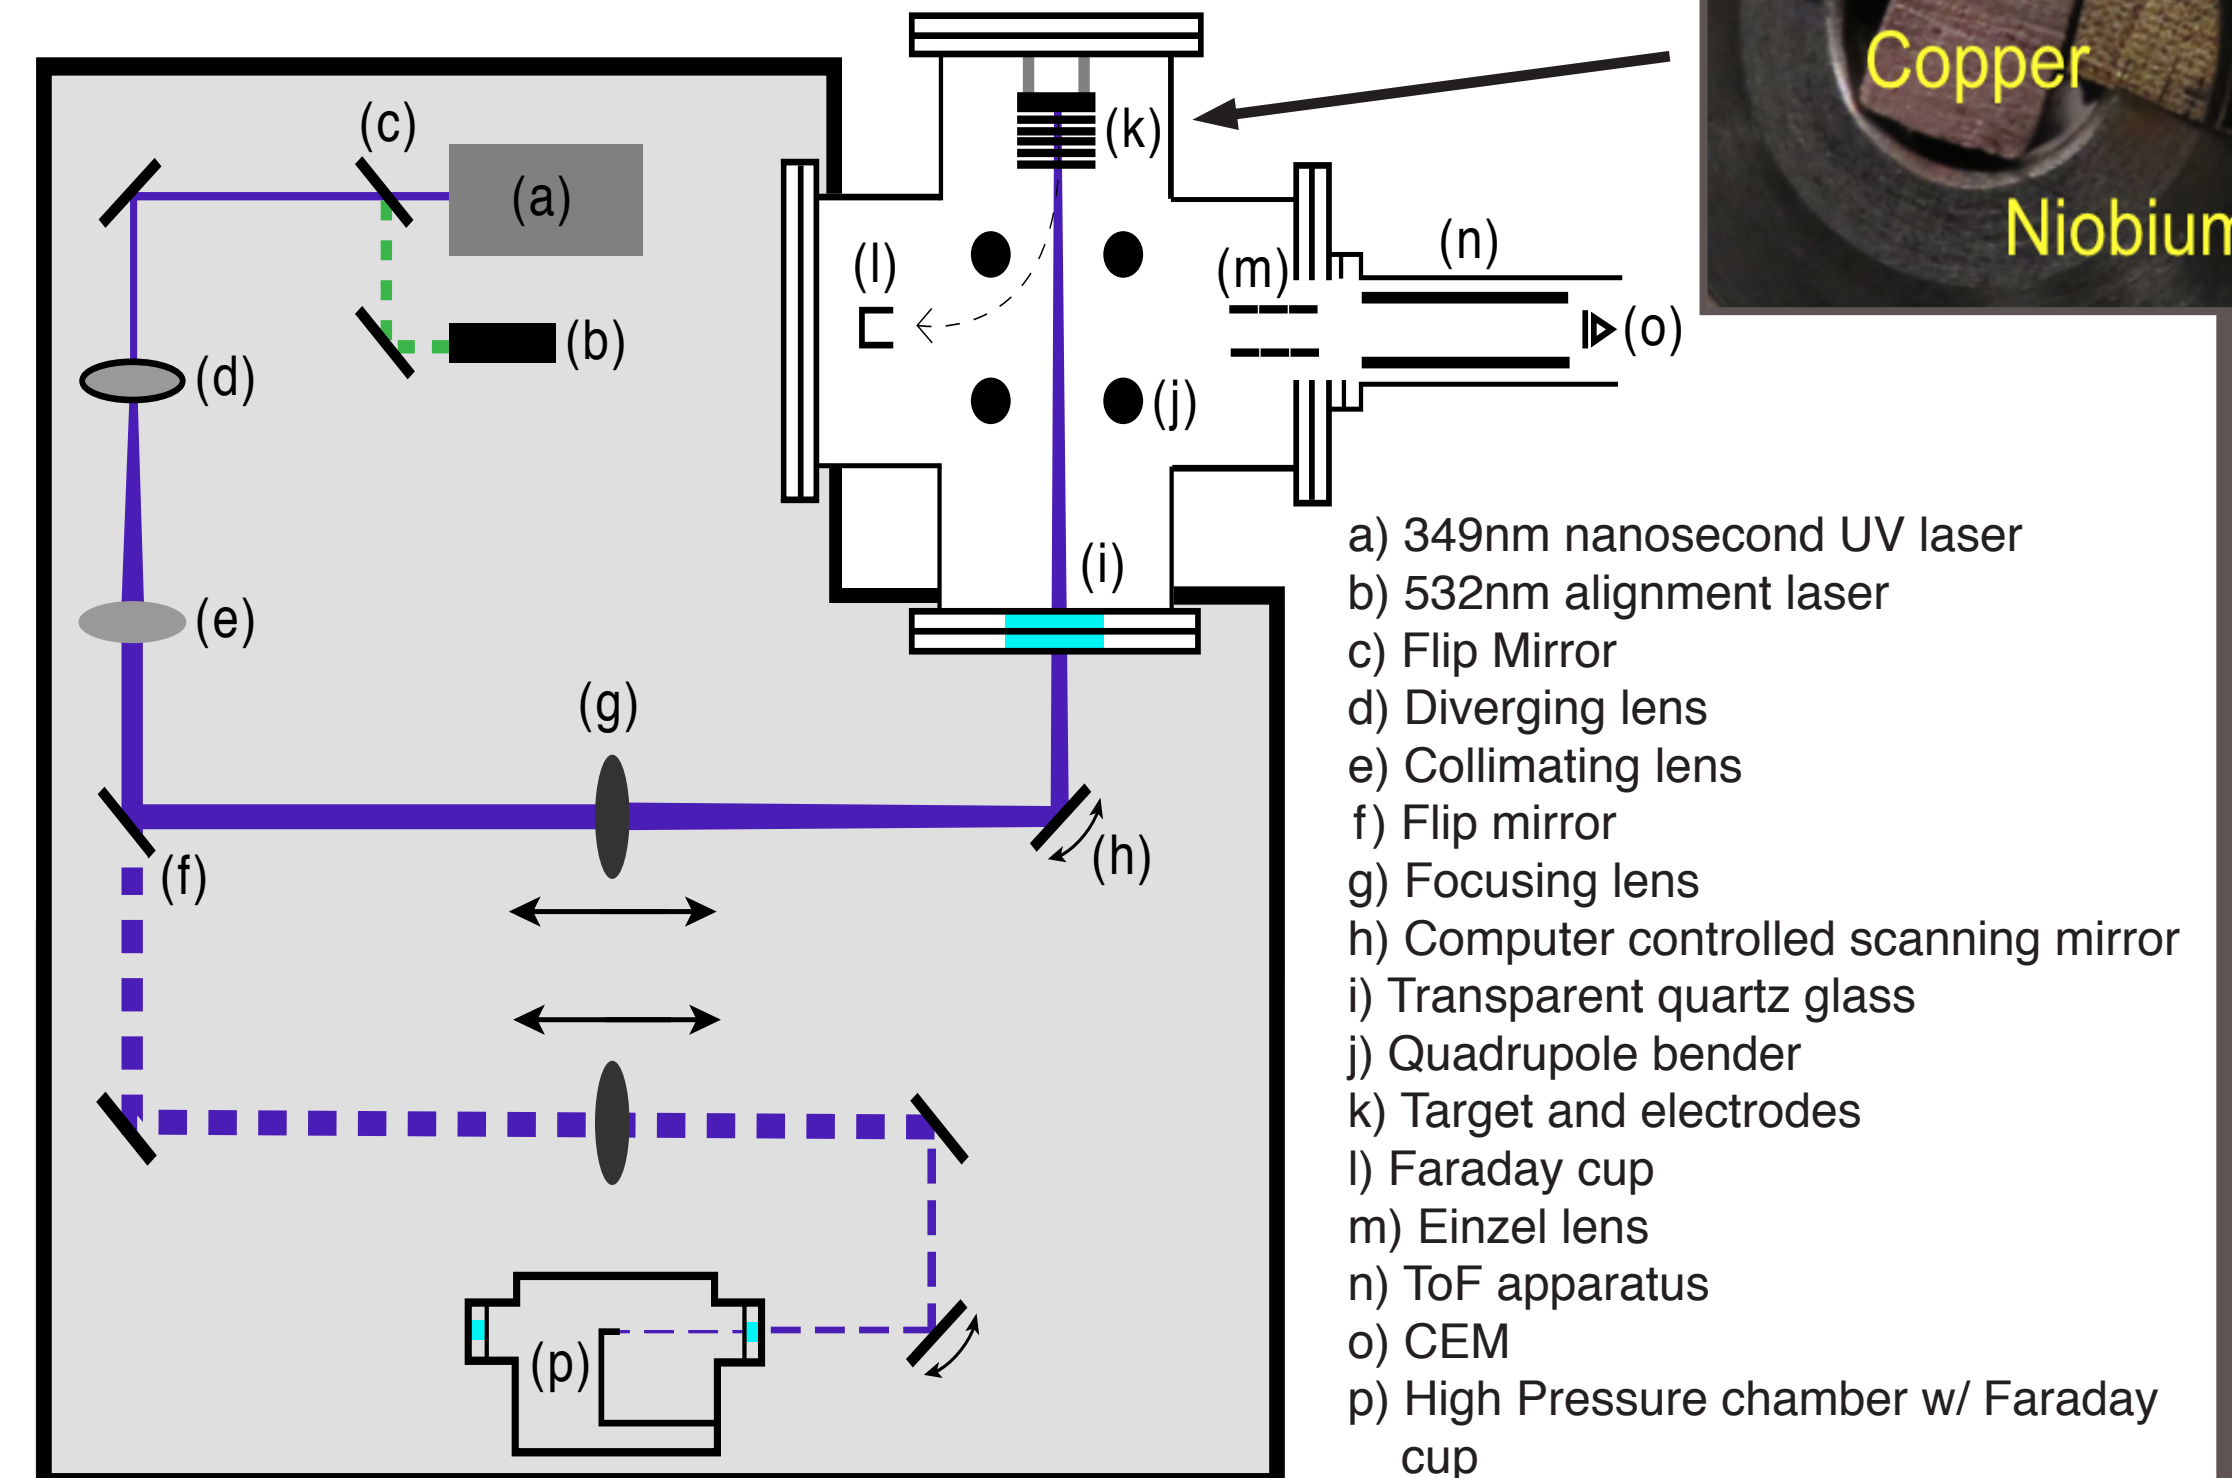 (c)
(a)
(b)
(d)
(e)
(f)
(g)
(h)
(i)
(j)
(k)
(l)
(m)
(n)
(o)
(p)
Copper
a) 349nm nanosecond UV laser
b) 532nm alignment laser
c) Flip Mirror
d) Diverging lens
e) Collimating lens
f) Flip mirror
g) Focusing lens
h) Computer controlled scanning mirror
i) Transparent quartz glass
j) Quadrupole bender
k) Target and electrodes
l) Faraday cup
m) Einzel lens
n) ToF apparatus
o) CEM
p) High Pressure chamber w/ Faraday
cup